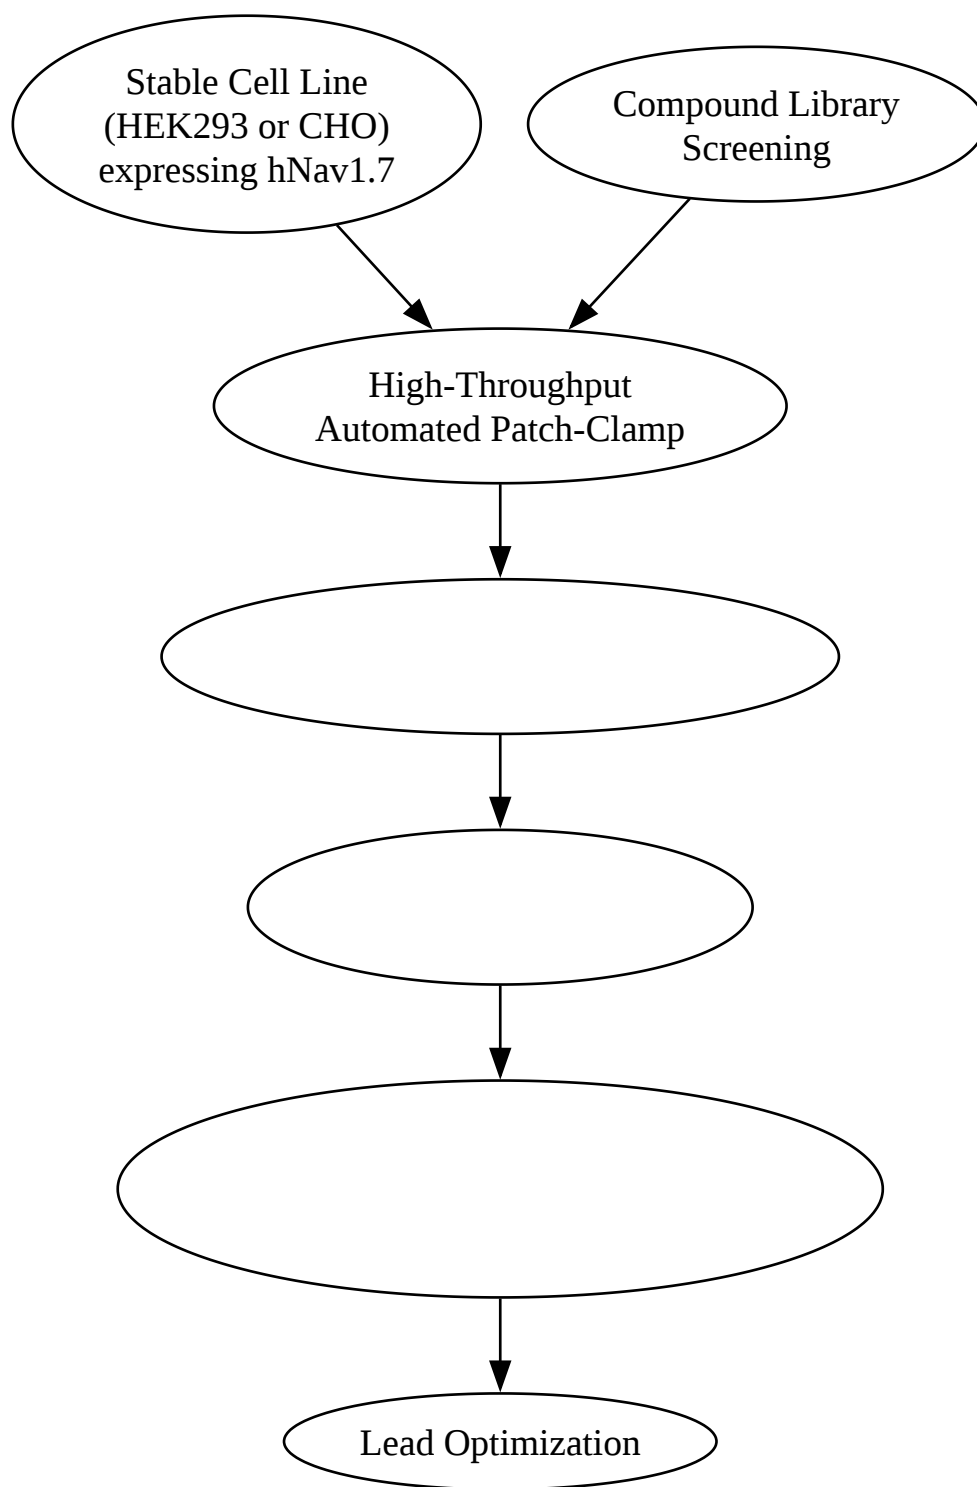 Stable Cell Line
(HEK293 or CHO)
expressing hNav1.7
Compound Library
Screening
High-Throughput
Automated Patch-Clamp
Lead Optimization